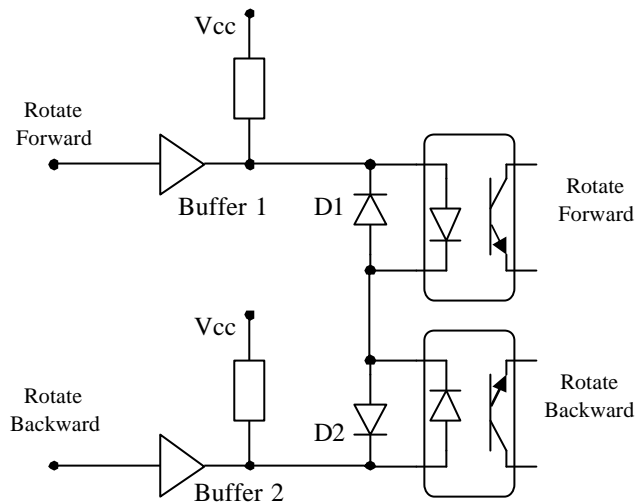 Vcc
Rotate
Forward
Buffer 1
D1
Rotate
Forward
Vcc
Rotate
Backward
Buffer 2
D2
Rotate
Backward